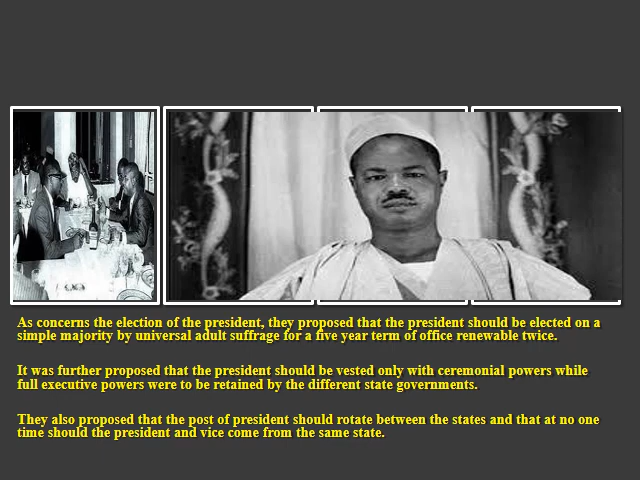 As concerns the election of the president, they proposed that the president should be elected on a
simple majority by universal adult suffrage for a five year term of office renewable twice.
It was further proposed that the president should be vested only with ceremonial powers while
full executive powers were to be retained by the different state governments.
They also proposed that the post of president should rotate between the states and that at no one
time should the president and vice come from the same state.